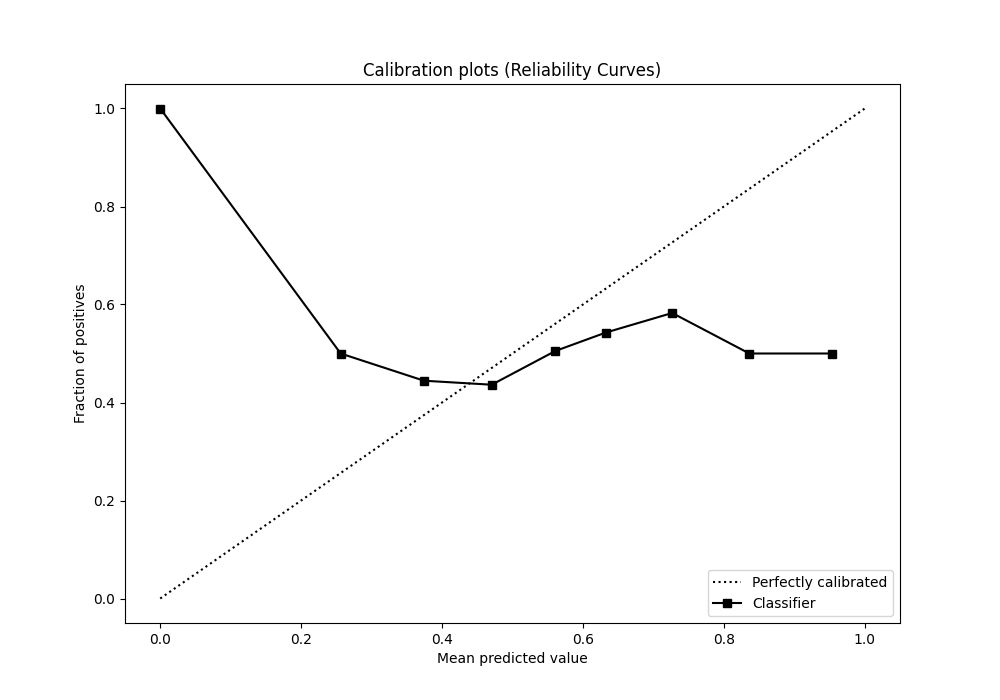 Calibration plots (Reliability Curves)
Fraction of positives
1.0
0.8
0.6
0.4
0.2
0.0
0.0 0.2 0.4 0.6 0.8 1.0
Mean predicted value
Perfectly calibrated
Classifier